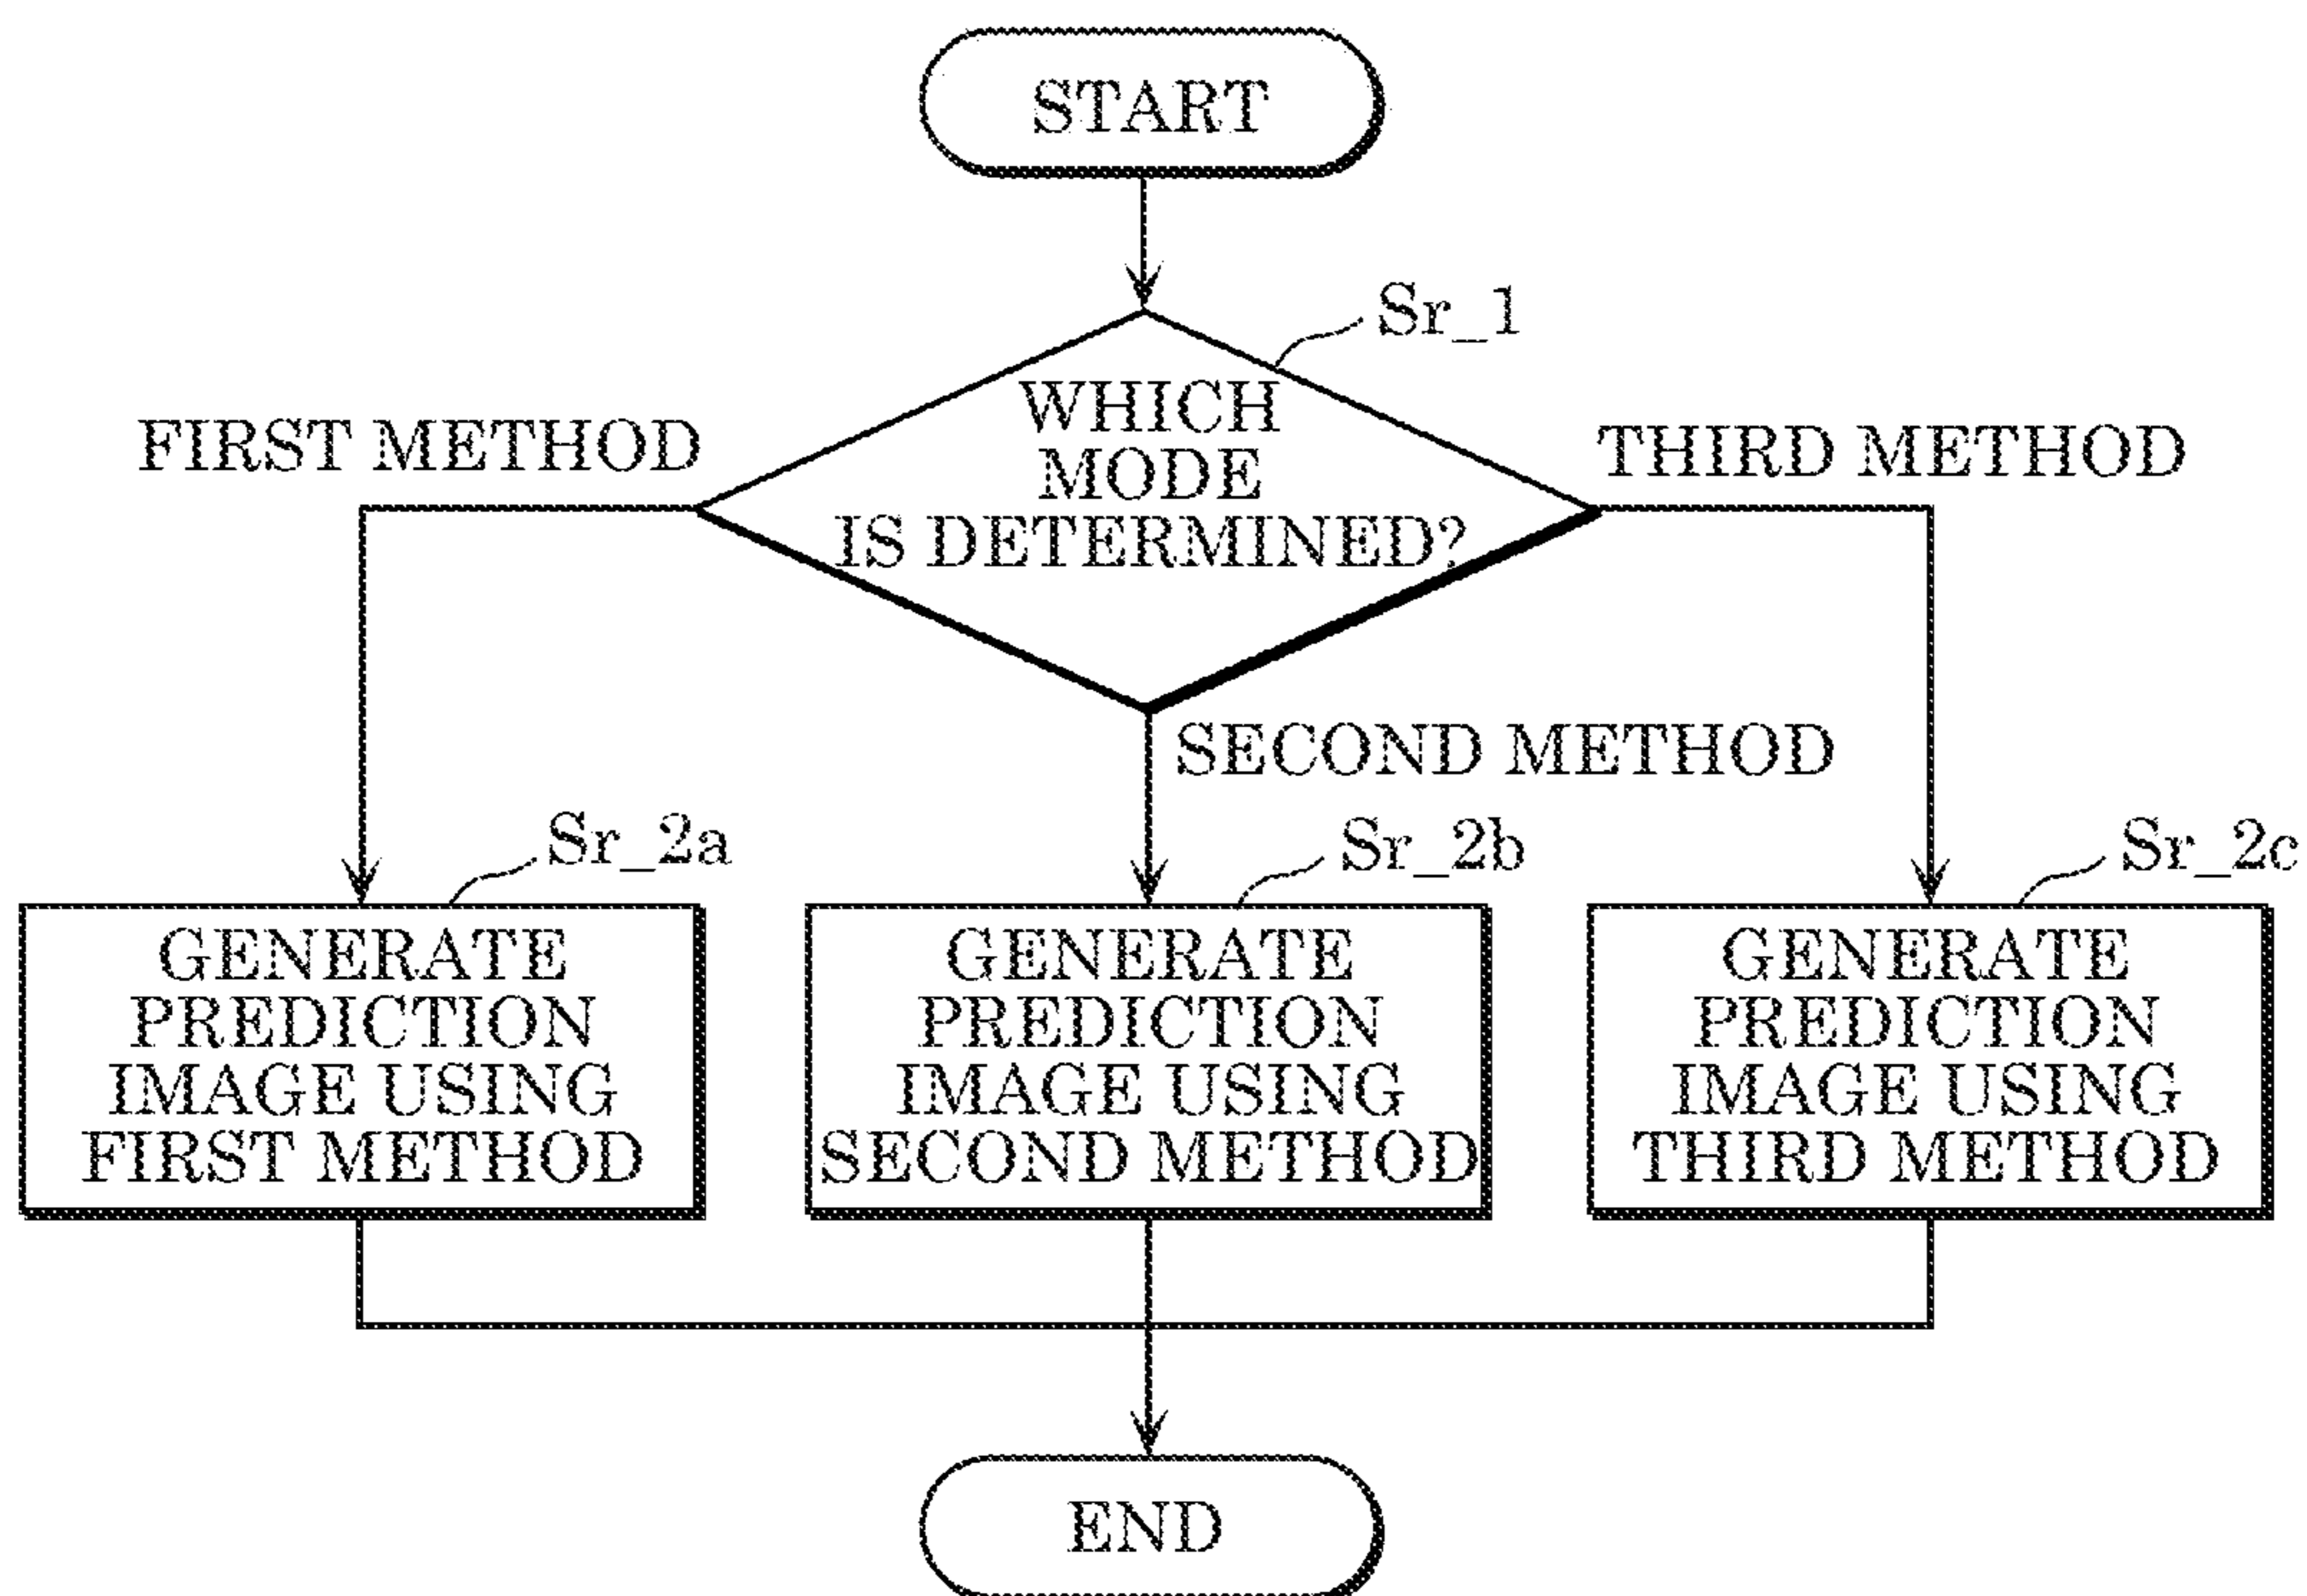 START
Sr_1
WHICH
MODE
IS DETERMINED?
FIRST METHOD
THIRD METHOD
SECOND METHOD
Sr_2a
GENERATE
PREDICTION
IMAGE USING
FIRST METHOD
Sr_2b
GENERATE
PREDICTION
IMAGE USING
SECOND METHOD
Sr_2c
GENERATE
PREDICTION
IMAGE USING
THIRD METHOD
END